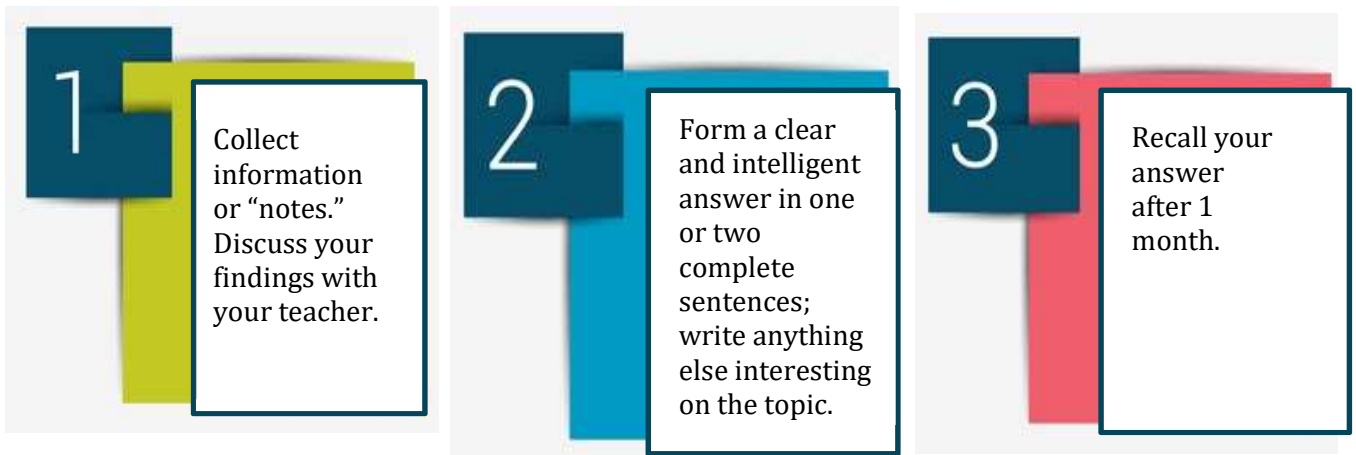 1
Collect
information
or “notes.”
Discuss your
findings with
your teacher.
2
Form a clear
and intelligent
answer in one
or two
complete
sentences;
write anything
else interesting
on the topic.
3
Recall your
answer
after 1
month.